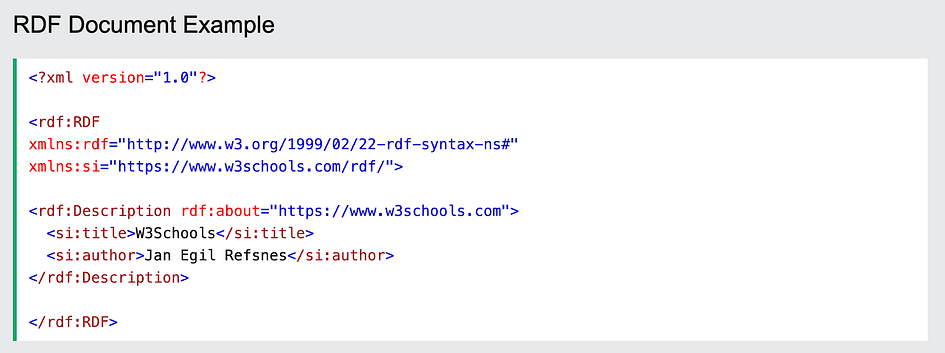 RDF Document Example
<?xml version="1.0"?>
<rdf:RDF
xmlns:rdf="http://www.w3.org/1999/02/22-rdf-syntax-ns#"
xmlns:si="https://www.w3schools.com/rdf/">
<rdf:Description rdf:about="https://www.w3schools.com">
<si:title>W3Schools</si:title>
<si:author>Jan Egil Refsnes</si:author>
</rdf:Description>
</rdf:RDF>